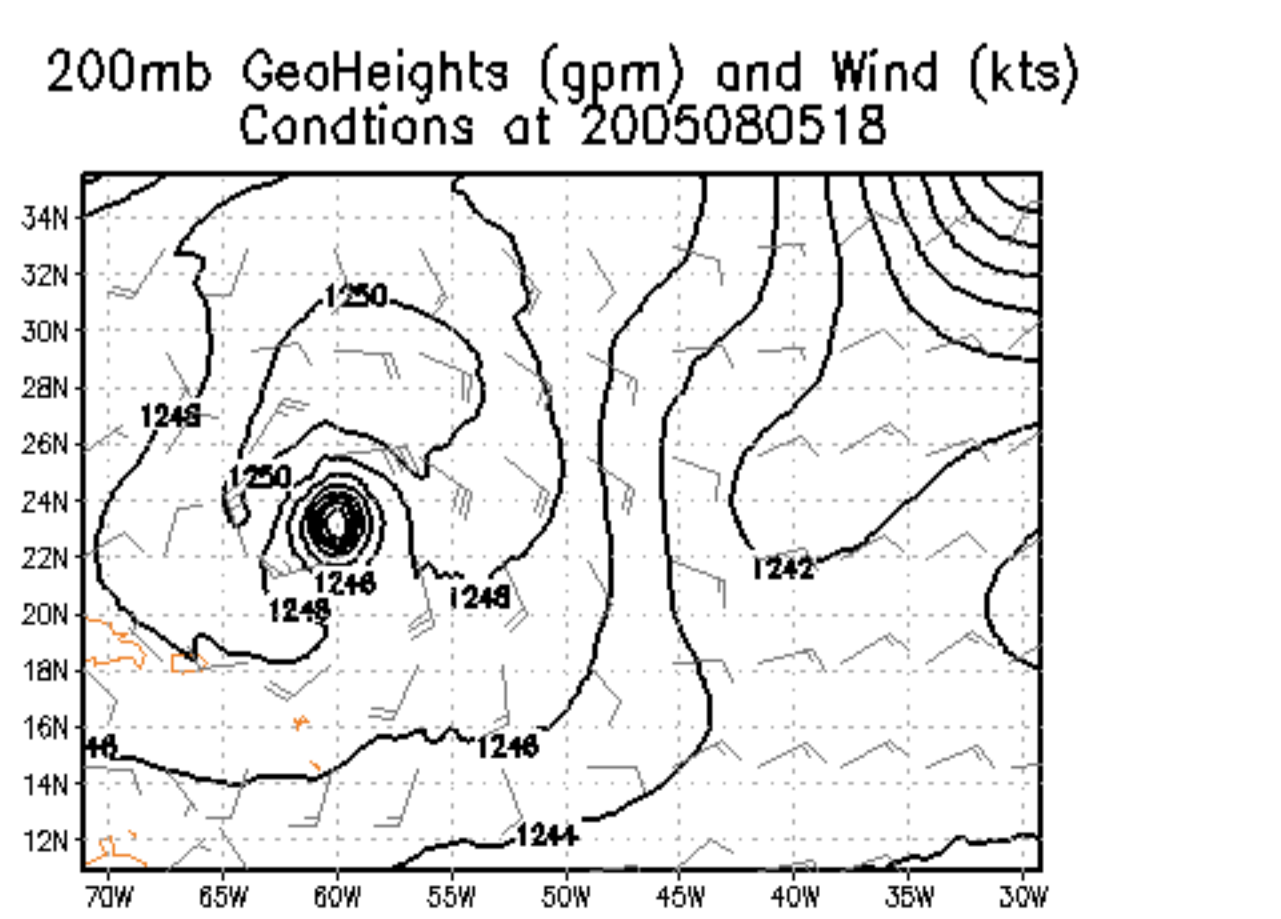 200mb GeoHeights (gpm) and Wind (kts)
Condtions at 2005080518
34N
32N
1250
30N
28N
1248
26N
1250
24N
22N
1242
1246
1248
1248
20N
18N
16N
46
1246
14N
1244
12N
70W 65W 60W 55W 50W 45W 40W 35W 30W